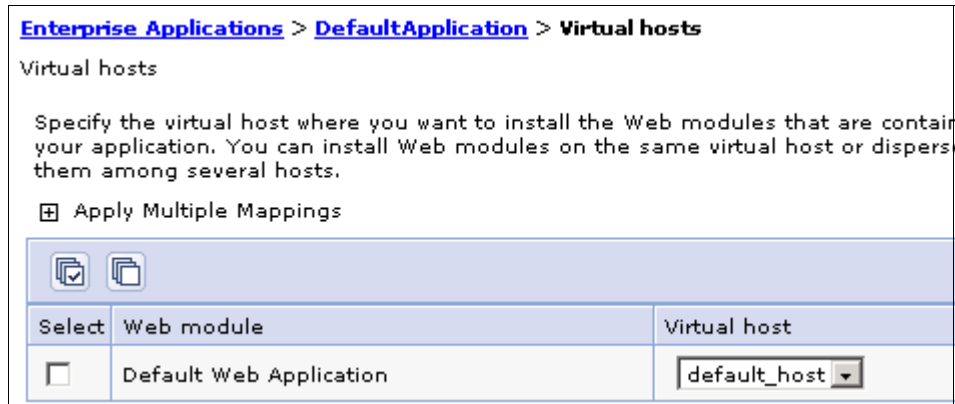 Enterprise Applications > DefaultApplication > Virtual hosts
Virtual hosts
Specify the virtual host where you want to install the Web modules that are
your application. You can install Web modules on the same virtual host or
them among several hosts.
Apply Multiple Mappings
Select Web module Virtual host
Default Web Application default_host